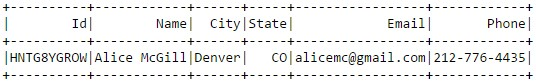 +---------+------------+------+-----+-----------------+------------+
|       Id|        Name|  City|State|            Email|       Phone|
+---------+------------+------+-----+-----------------+------------+
|HNTG8YGROW|Alice McGill|Denver|   CO|alicemc@gmail.com|212-776-4435|
+---------+------------+------+-----+-----------------+------------+